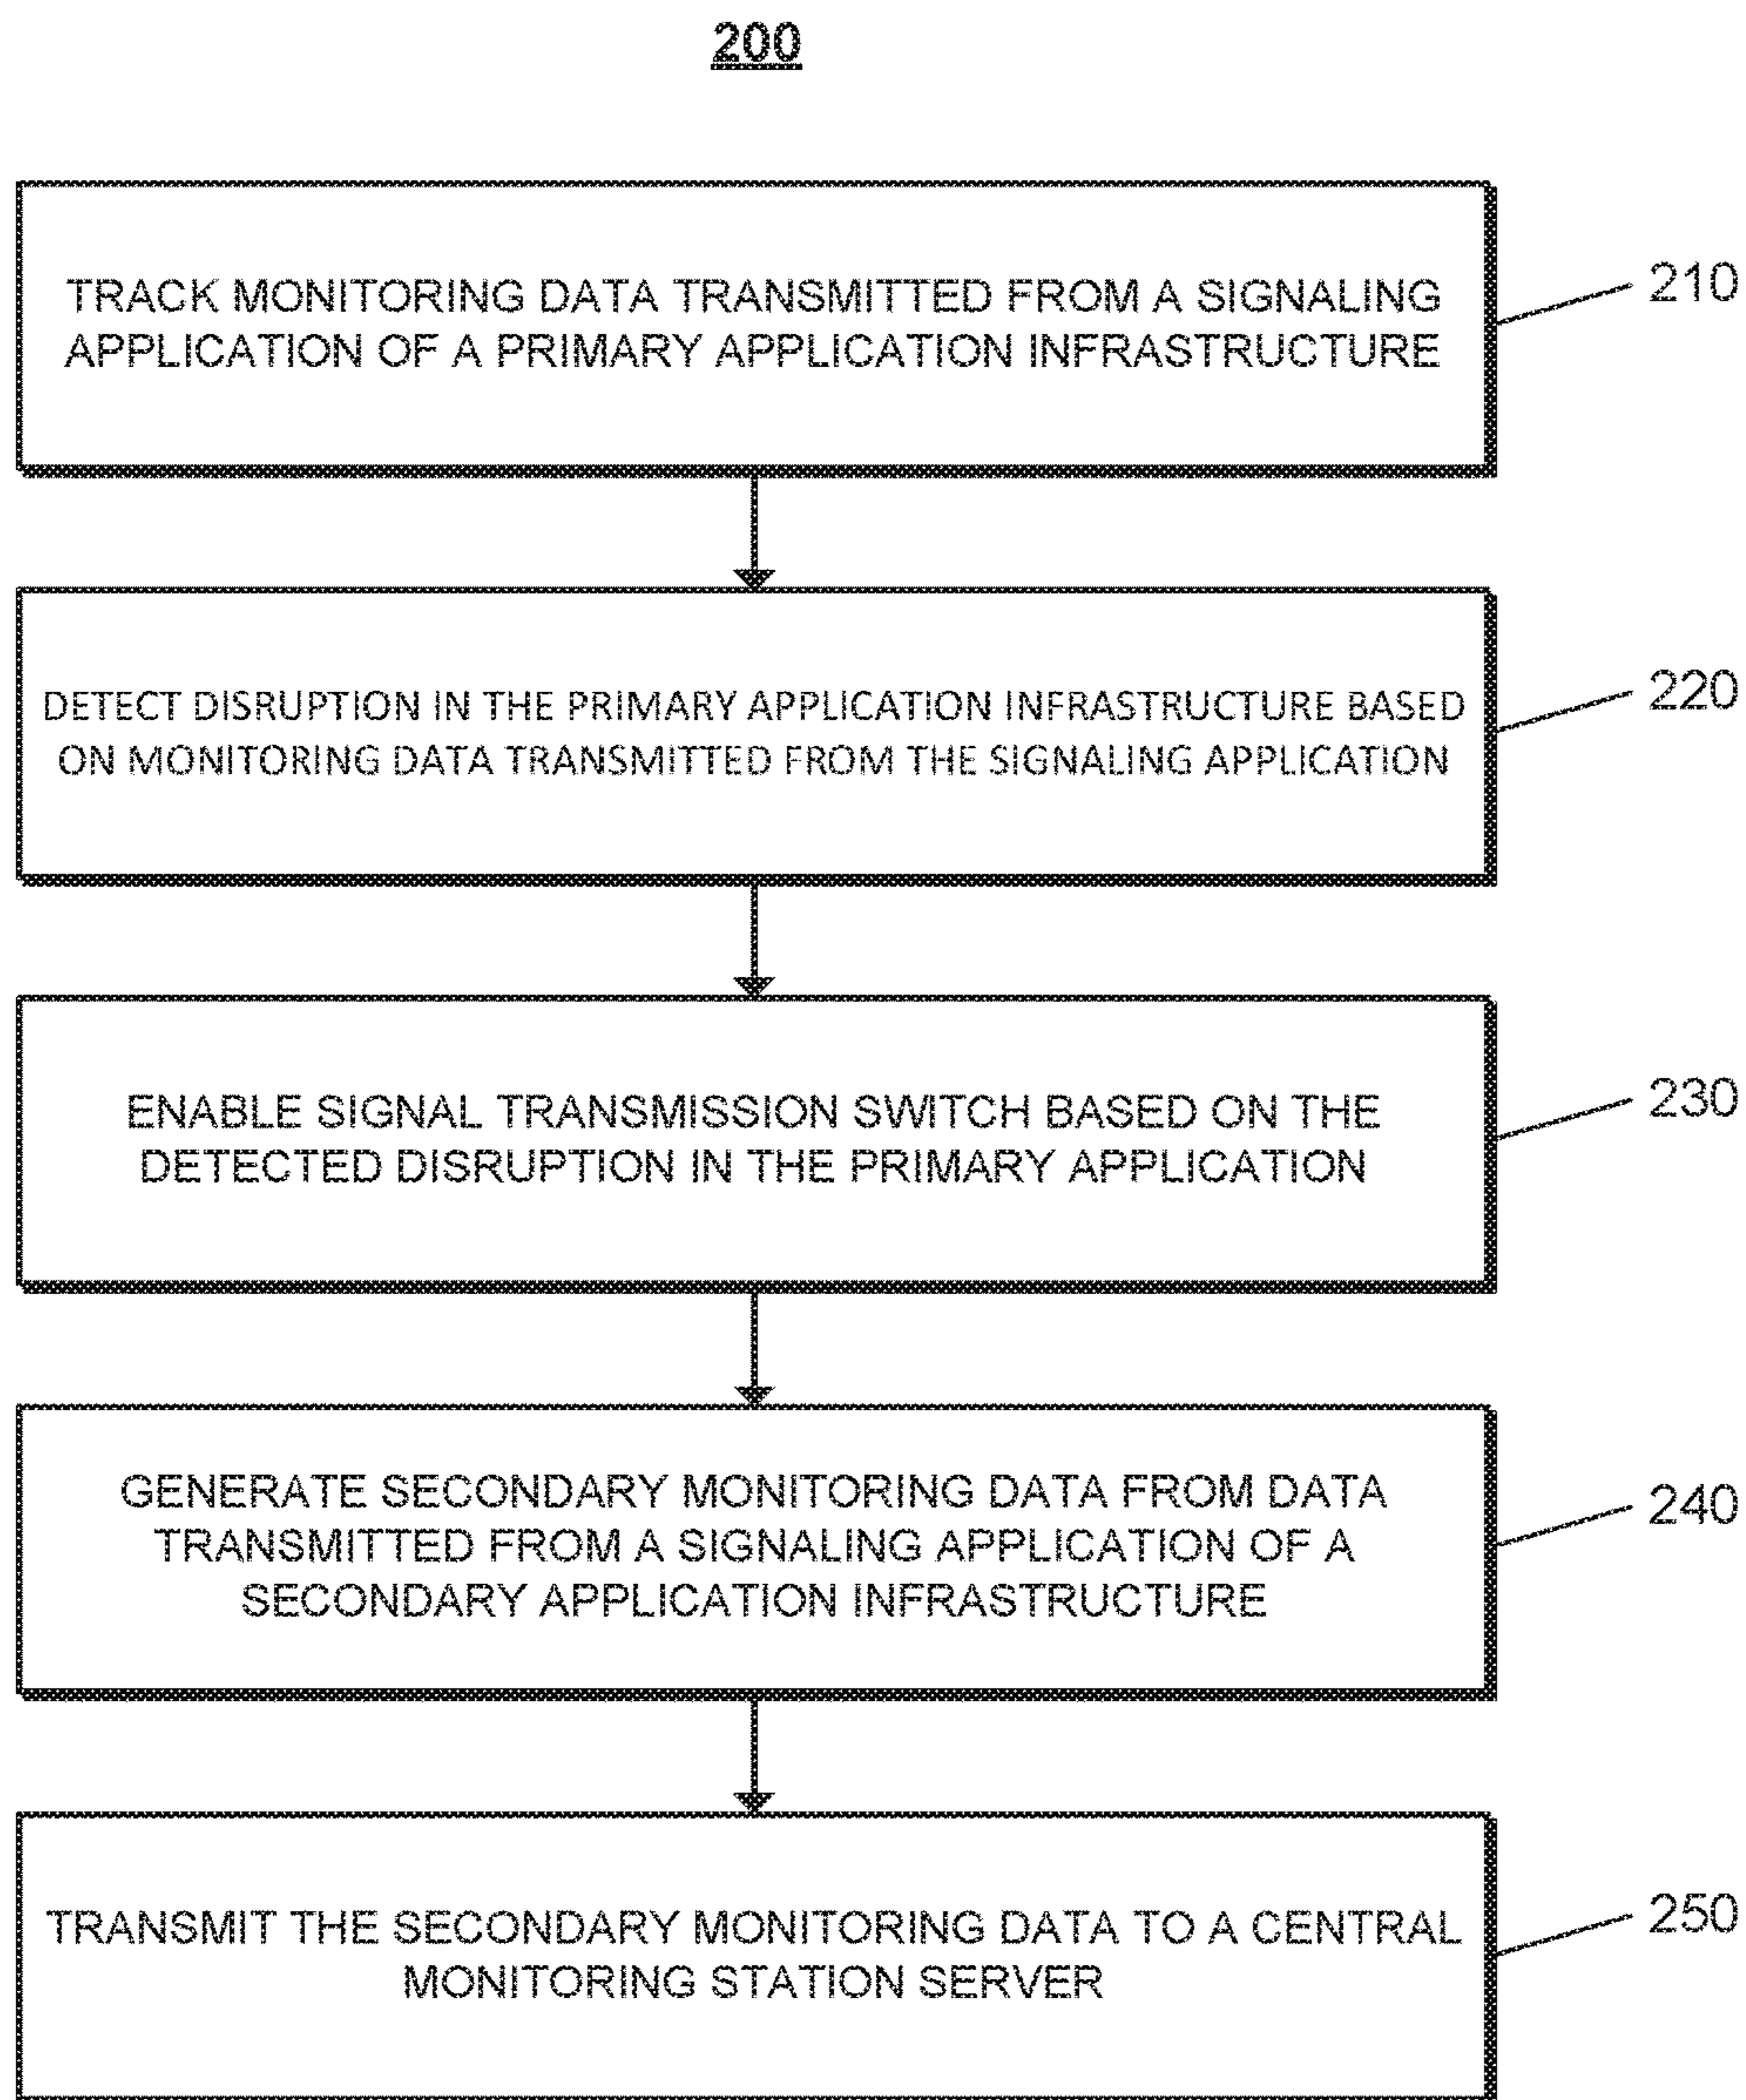 200
TRACK MONITORING DATA TRANSMITTED FROM A SIGNALING
APPLICATION OF A PRIMARY APPLICATION INFRASTRUCTURE
210
DETECT DISRUPTION IN THE PRIMARY APPLICATION INFRASTRUCTURE BASED
ON MONITORING DATA TRANSMITTED FROM THE SIGNALING APPLICATION
220
ENABLE SIGNAL TRANSMISSION SWITCH BASED ON THE
DETECTED DISRUPTION IN THE PRIMARY APPLICATION
230
GENERATE SECONDARY MONITORING DATA FROM DATA
TRANSMITTED FROM A SIGNALING APPLICATION OF A
SECONDARY APPLICATION INFRASTRUCTURE
240
TRANSMIT THE SECONDARY MONITORING DATA TO A CENTRAL
MONITORING STATION SERVER
250